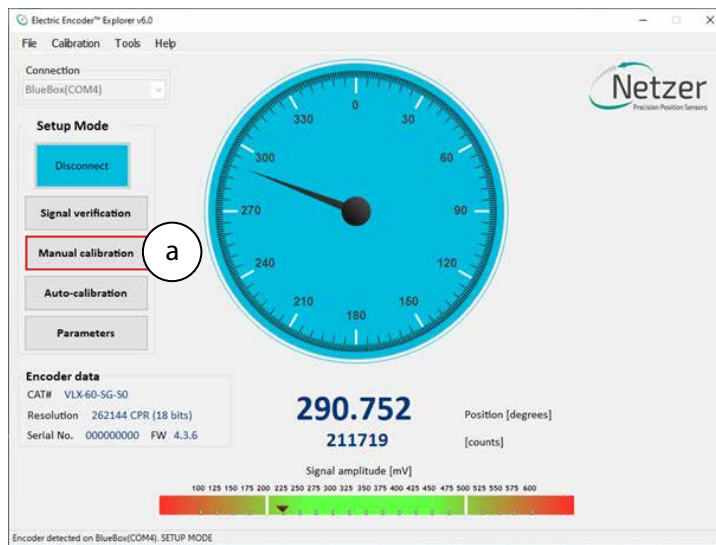 Electric Encoder™ Explorer v6.0
File Calibration Tools Help
Connection
BlueBox(COM4)
Netzer
Precision Position Sensors
Setup Mode
Disconnect
Signal verification
Manual calibration
a
Auto-calibration
Parameters
0
30
60
90
120
150
180
210
240
270
300
330
Encoder data
CAT# VLX-60-SG-S0
Resolution 262144 CPR (18 bits)
Serial No. 000000000 FW 4.3.6
290.752 Position [degrees]
211719 [counts]
Signal amplitude [mV]
100 125 150 175 200 225 250 275 300 325 350 375 400 425 450 475 500 525 550 575 600
Encoder detected on BlueBox(COM4). SETUP MODE